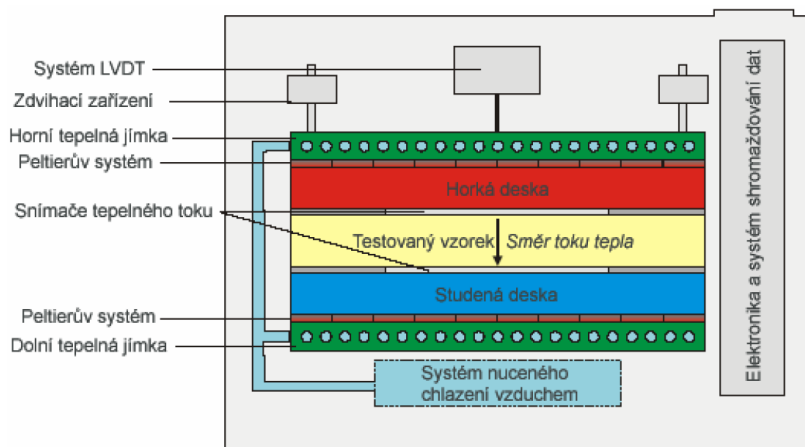 Systém LVDT
Zdvihací zařízení
Horní tepelná jímka
Peltierův systém
Horká deska
Snímače tepelného toku
Testovaný vzorek
Směr toku tepla
Studená deska
Peltierův systém
Dolní tepelná jímka
Systém nuceného
chlazení vzduchem
Elektronika a systém shromažďování dat